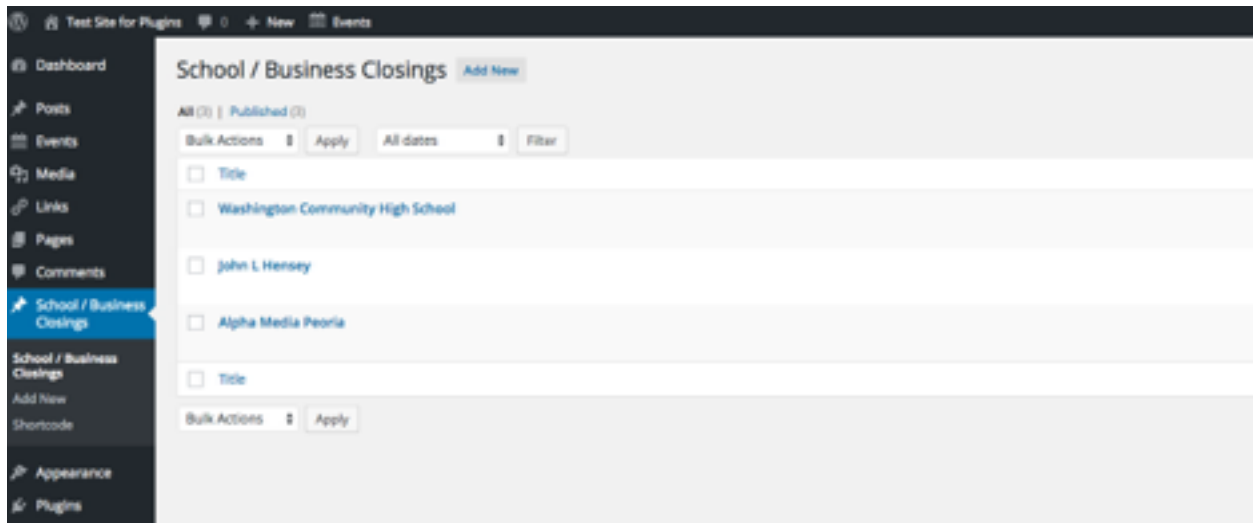 Test Site for Plugins 0 + New Events
Dashboard
Posts
Events
Media
Links
Pages
Comments
School / Business
Closings
School / Business
Closings
Add New
Shortcode
Appearance
Plugins
School / Business Closings Add New
All (3) | Published (3)
Bulk Actions Apply All dates Filter
Title
Washington Community High School
John L Hensey
Alpha Media Peoria
Title
Bulk Actions Apply